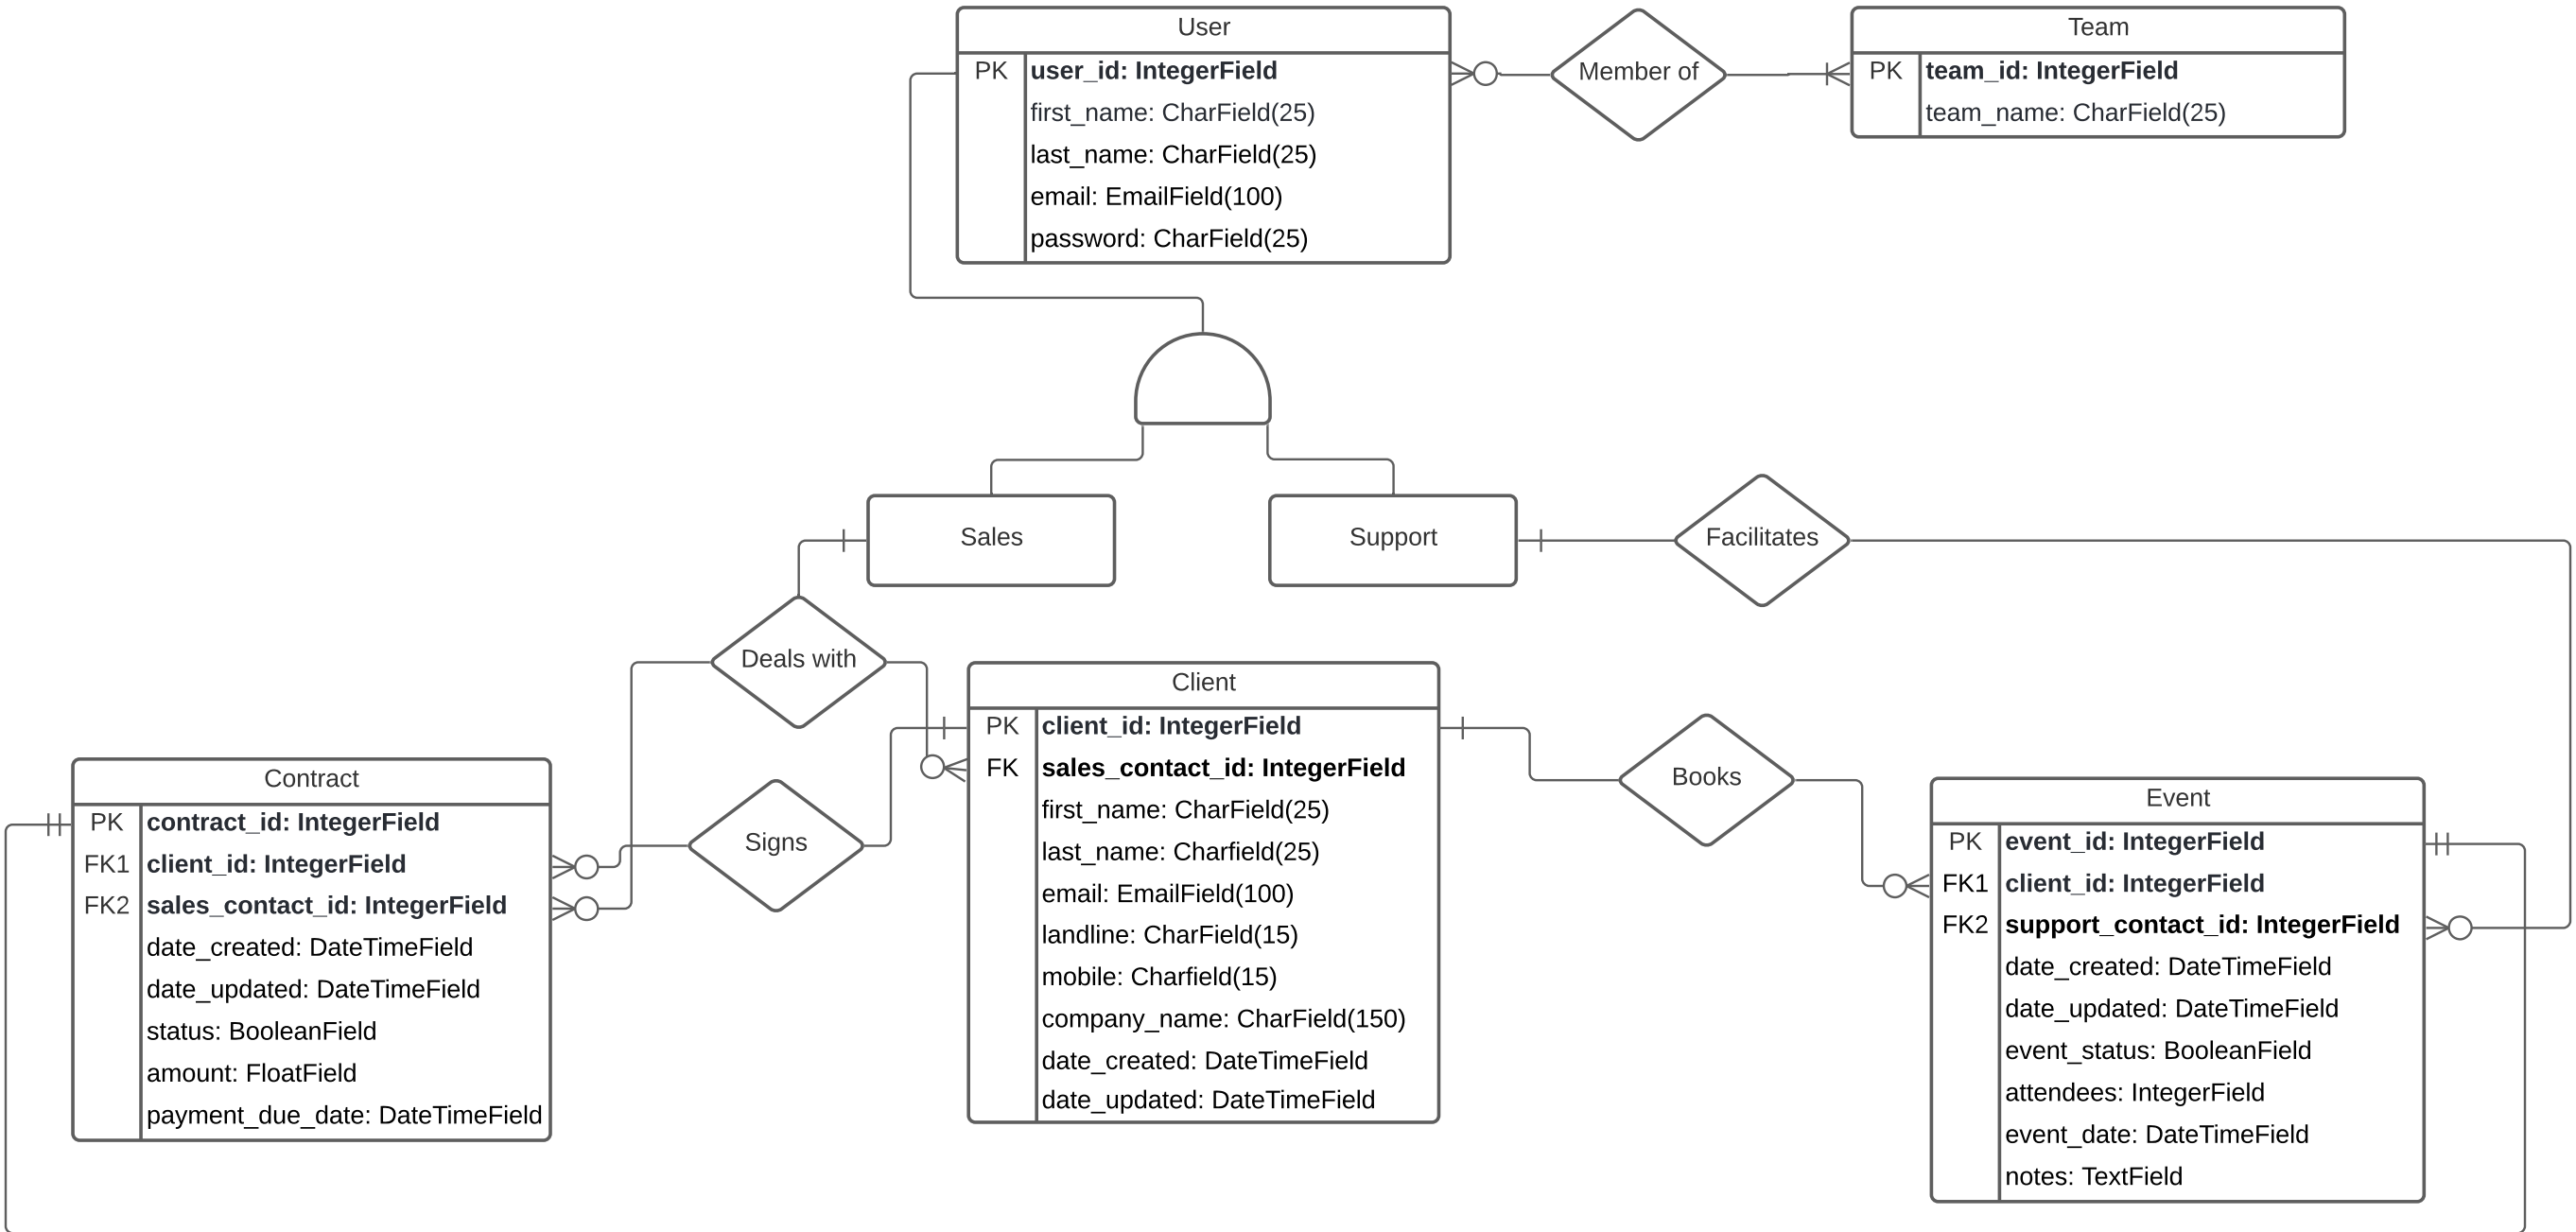 User
PK user_id: IntegerField
first_name: CharField(25)
last_name: CharField(25)
email: EmailField(100)
password: CharField(25)
Member of
Team
PK team_id: IntegerField
team_name: CharField(25)
Sales
Support
Facilitates
Deals with
Signs
Client
PK client_id: IntegerField
FK sales_contact_id: IntegerField
first_name: CharField(25)
last_name: Charfield(25)
email: EmailField(100)
landline: CharField(15)
mobile: Charfield(15)
company_name: CharField(150)
date_created: DateTimeField
date_updated: DateTimeField
Books
Contract
PK contract_id: IntegerField
FK1 client_id: IntegerField
FK2 sales_contact_id: IntegerField
date_created: DateTimeField
date_updated: DateTimeField
status: BooleanField
amount: FloatField
payment_due_date: DateTimeField
Event
PK event_id: IntegerField
FK1 client_id: IntegerField
FK2 support_contact_id: IntegerField
date_created: DateTimeField
date_updated: DateTimeField
event_status: BooleanField
attendees: IntegerField
event_date: DateTimeField
notes: TextField